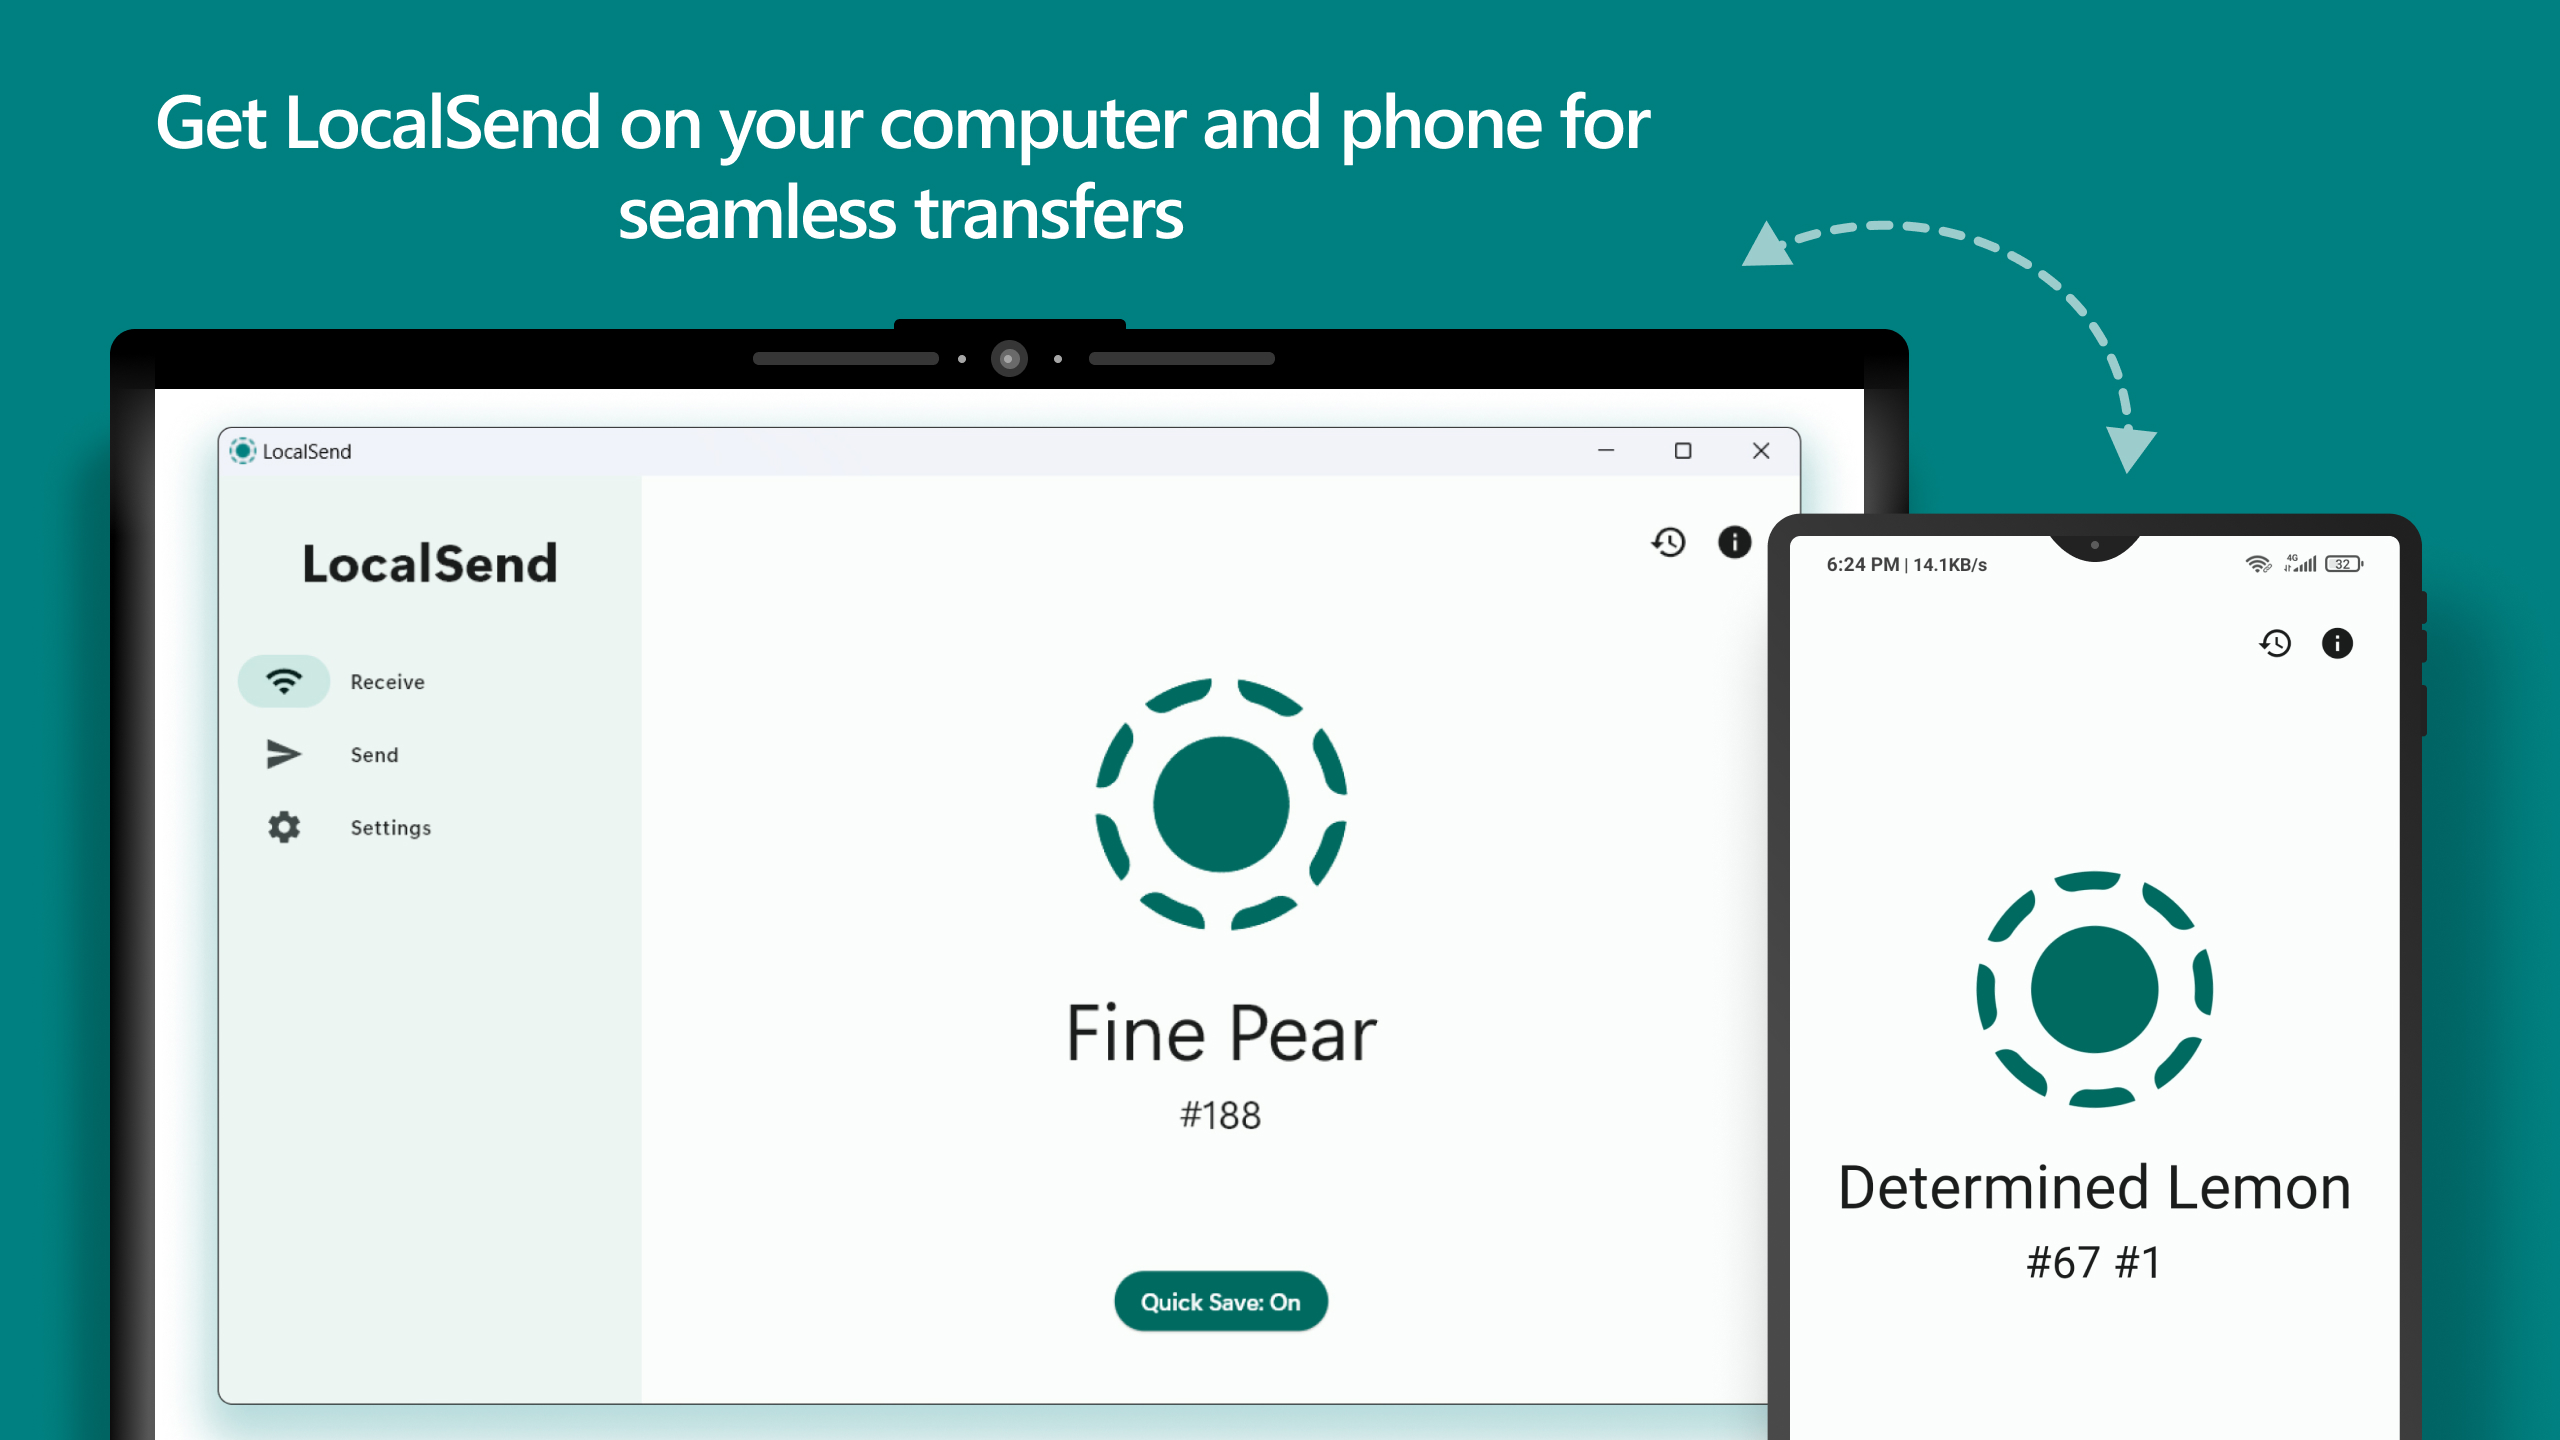 Get LocalSend on your computer and phone for
seamless transfers
LocalSend
LocalSend
Receive
Send
Settings
Fine Pear
#188
Quick Save: On
6:24 PM | 14.1KB/s
4G
32
Determined Lemon
#67 #1